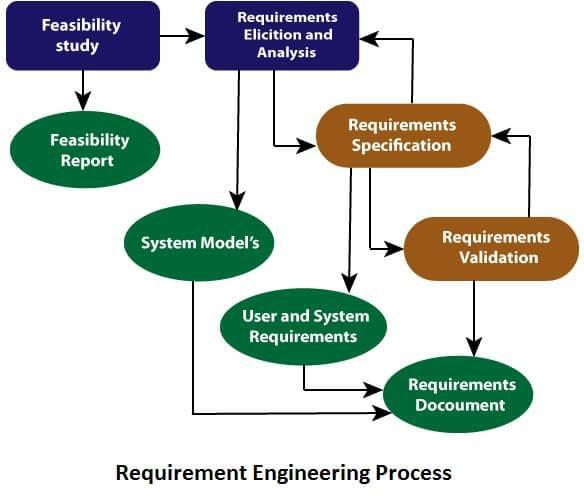 Feasibility
study
Requirements
Elicition and
Analysis
Feasibility
Report
Requirements
Specification
System Model's
Requirements
Validation
User and System
Requirements
Requirements
Docoument
Requirement Engineering Process